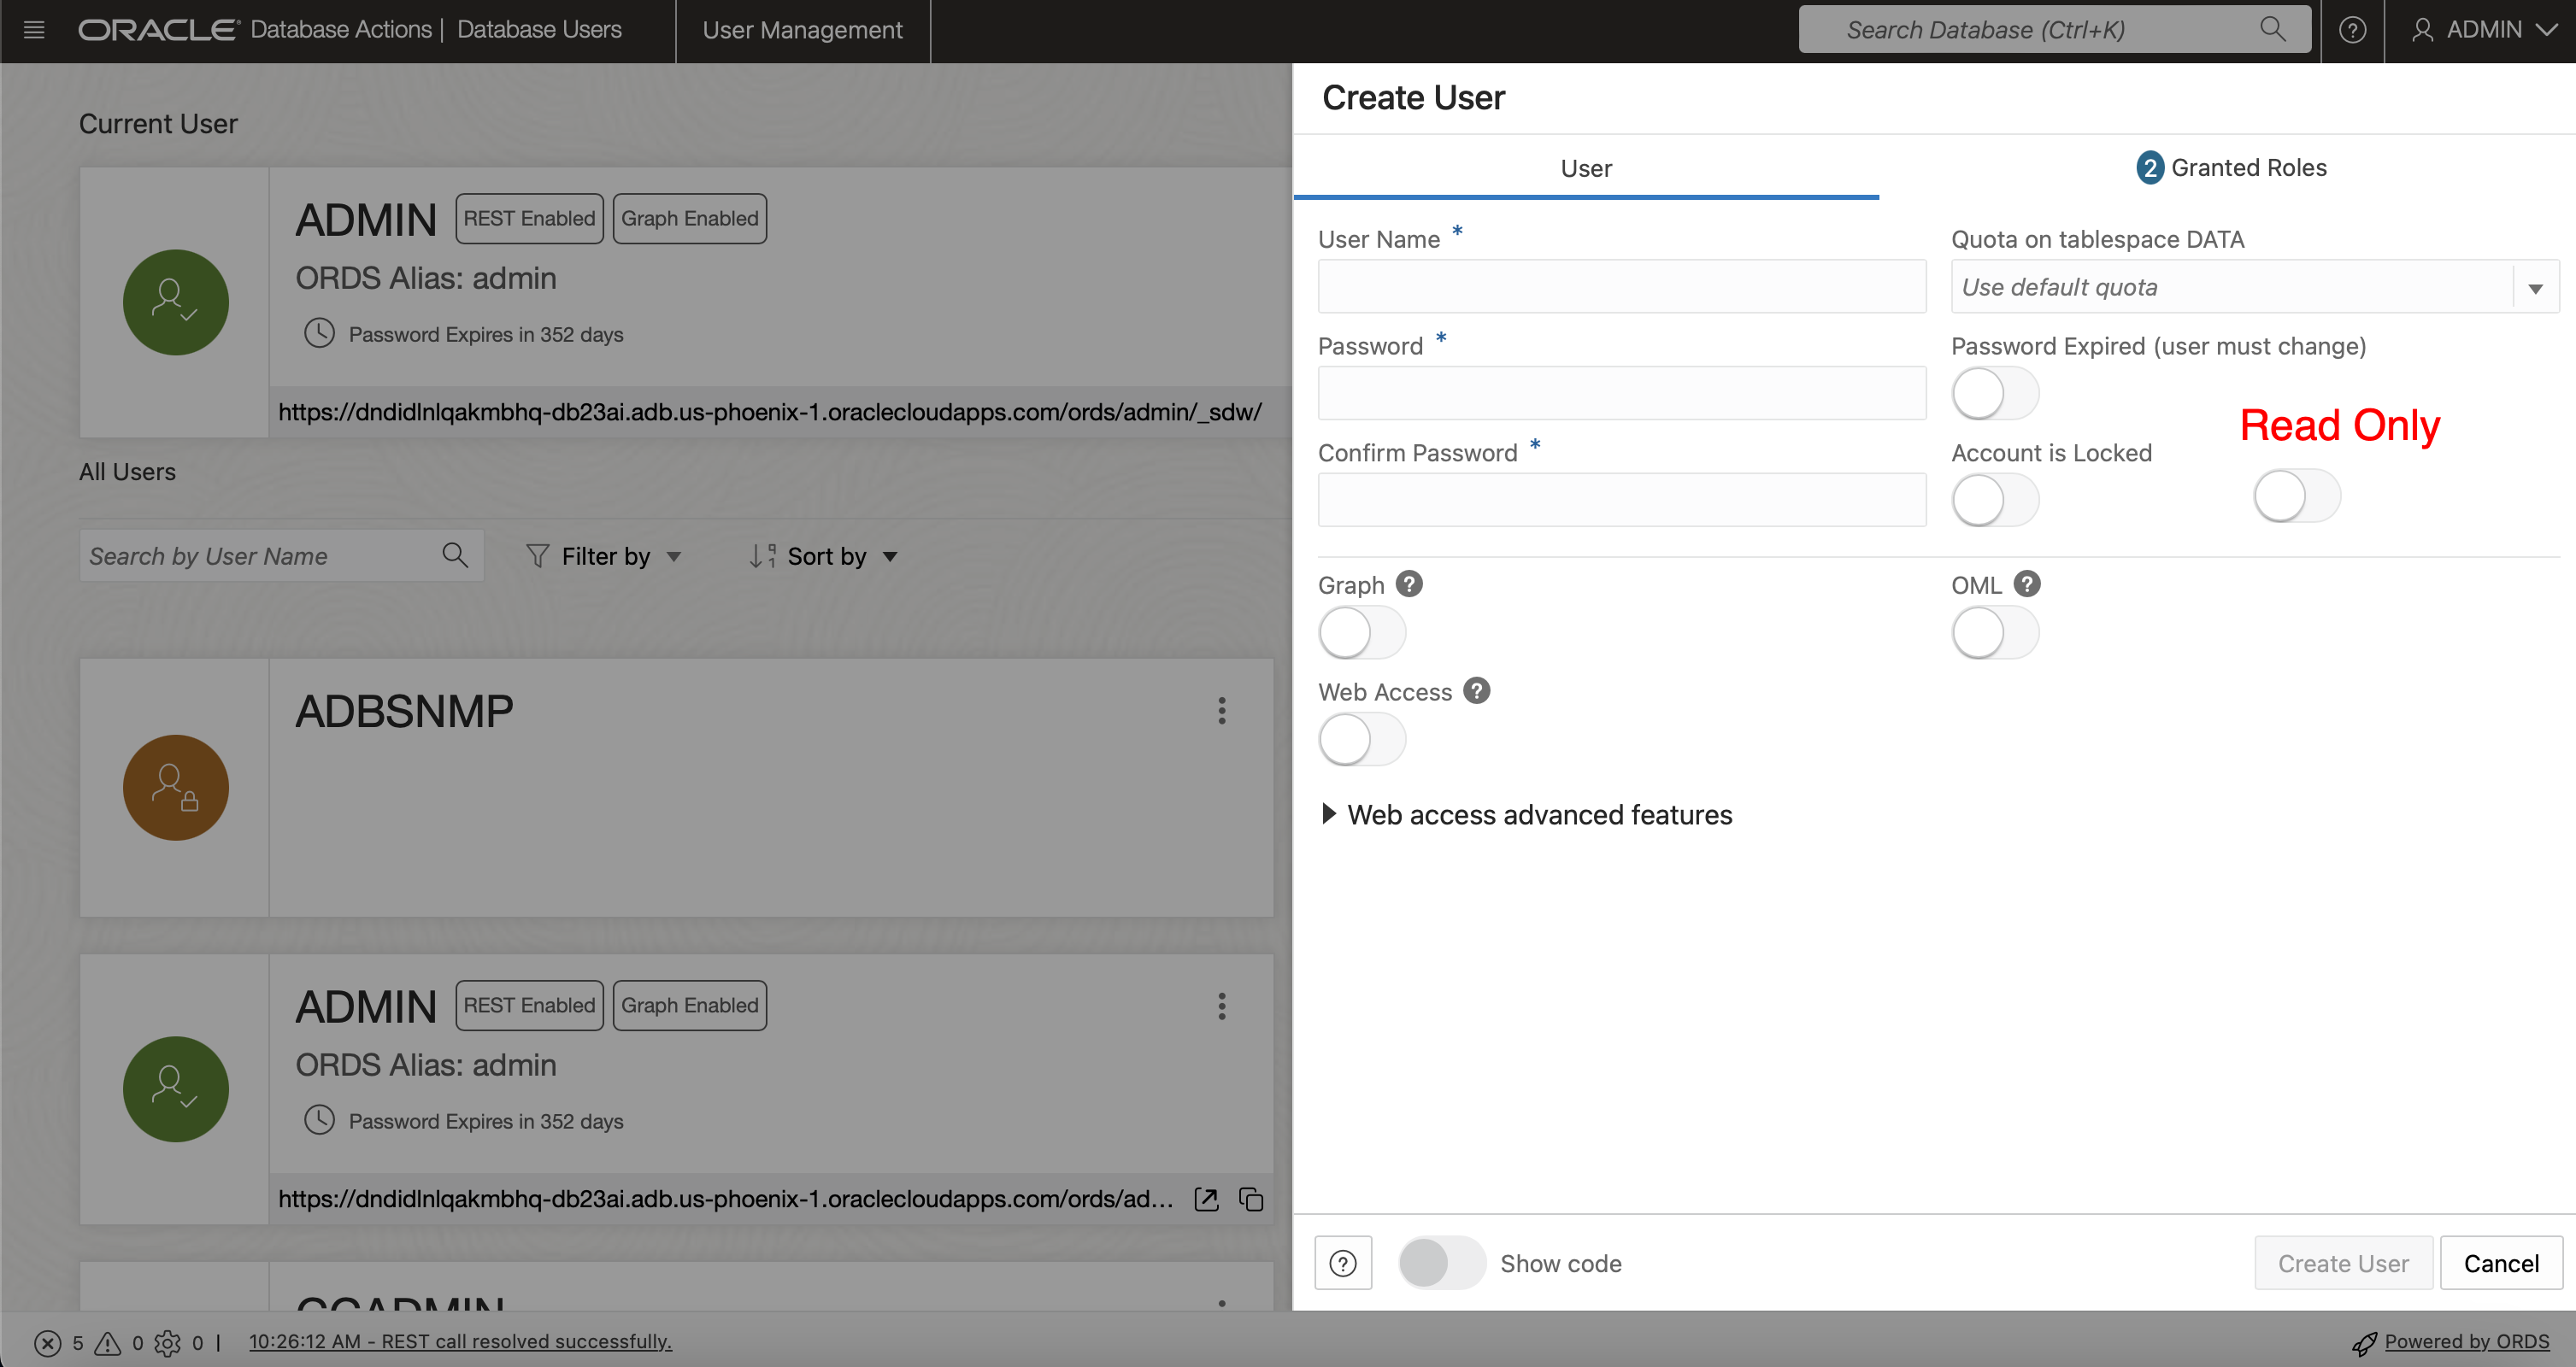 ORACLE Database Actions | Database Users
User Management
Search Database (Ctrl+K)
ADMIN
Current User
ADMIN
REST Enabled
Graph Enabled
ORDS Alias: admin
Password Expires in 352 days
https://dndidlnlqakmbhq-db23ai.adb.us-phoenix-1.oraclecloudapps.com/ords/admin/_sdw/
All Users
Search by User Name
Filter by
Sort by
ADBSNMP
ADMIN
REST Enabled
Graph Enabled
ORDS Alias: admin
Password Expires in 352 days
https://dndidlnlqakmbhq-db23ai.adb.us-phoenix-1.oraclecloudapps.com/ords/ad...
Create User
User
2 Granted Roles
User Name *
Quota on tablespace DATA
Use default quota
Password *
Password Expired (user must change)
Read Only
Confirm Password *
Account is Locked
Graph ?
OML ?
Web Access ?
Web access advanced features
? Show code
Create User
Cancel
5 0 0 | 10:26:12 AM - REST call resolved successfully.
Powered by ORDS